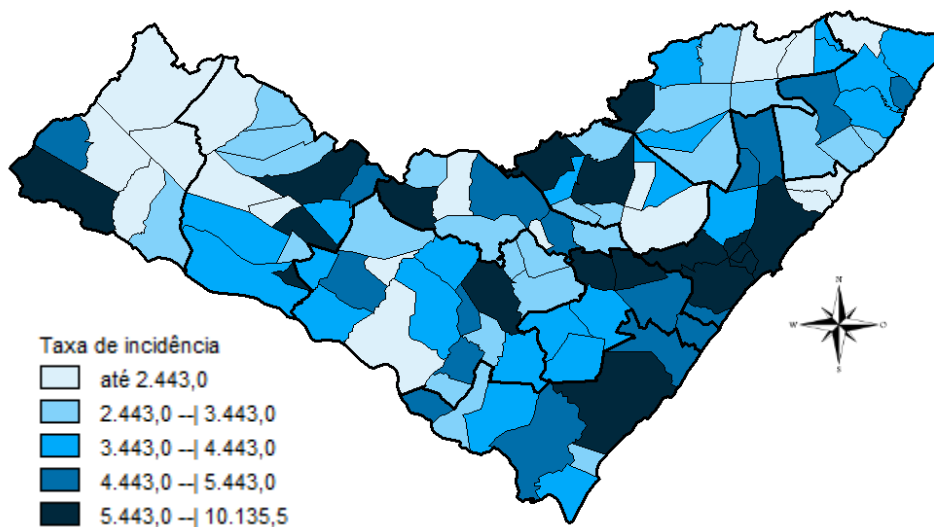 Taxa de incidência
até 2.443,0
2.443,0 --| 3.443,0
3.443,0 --| 4.443,0
4.443,0 --| 5.443,0
5.443,0 --| 10.135,5
N
W O
S